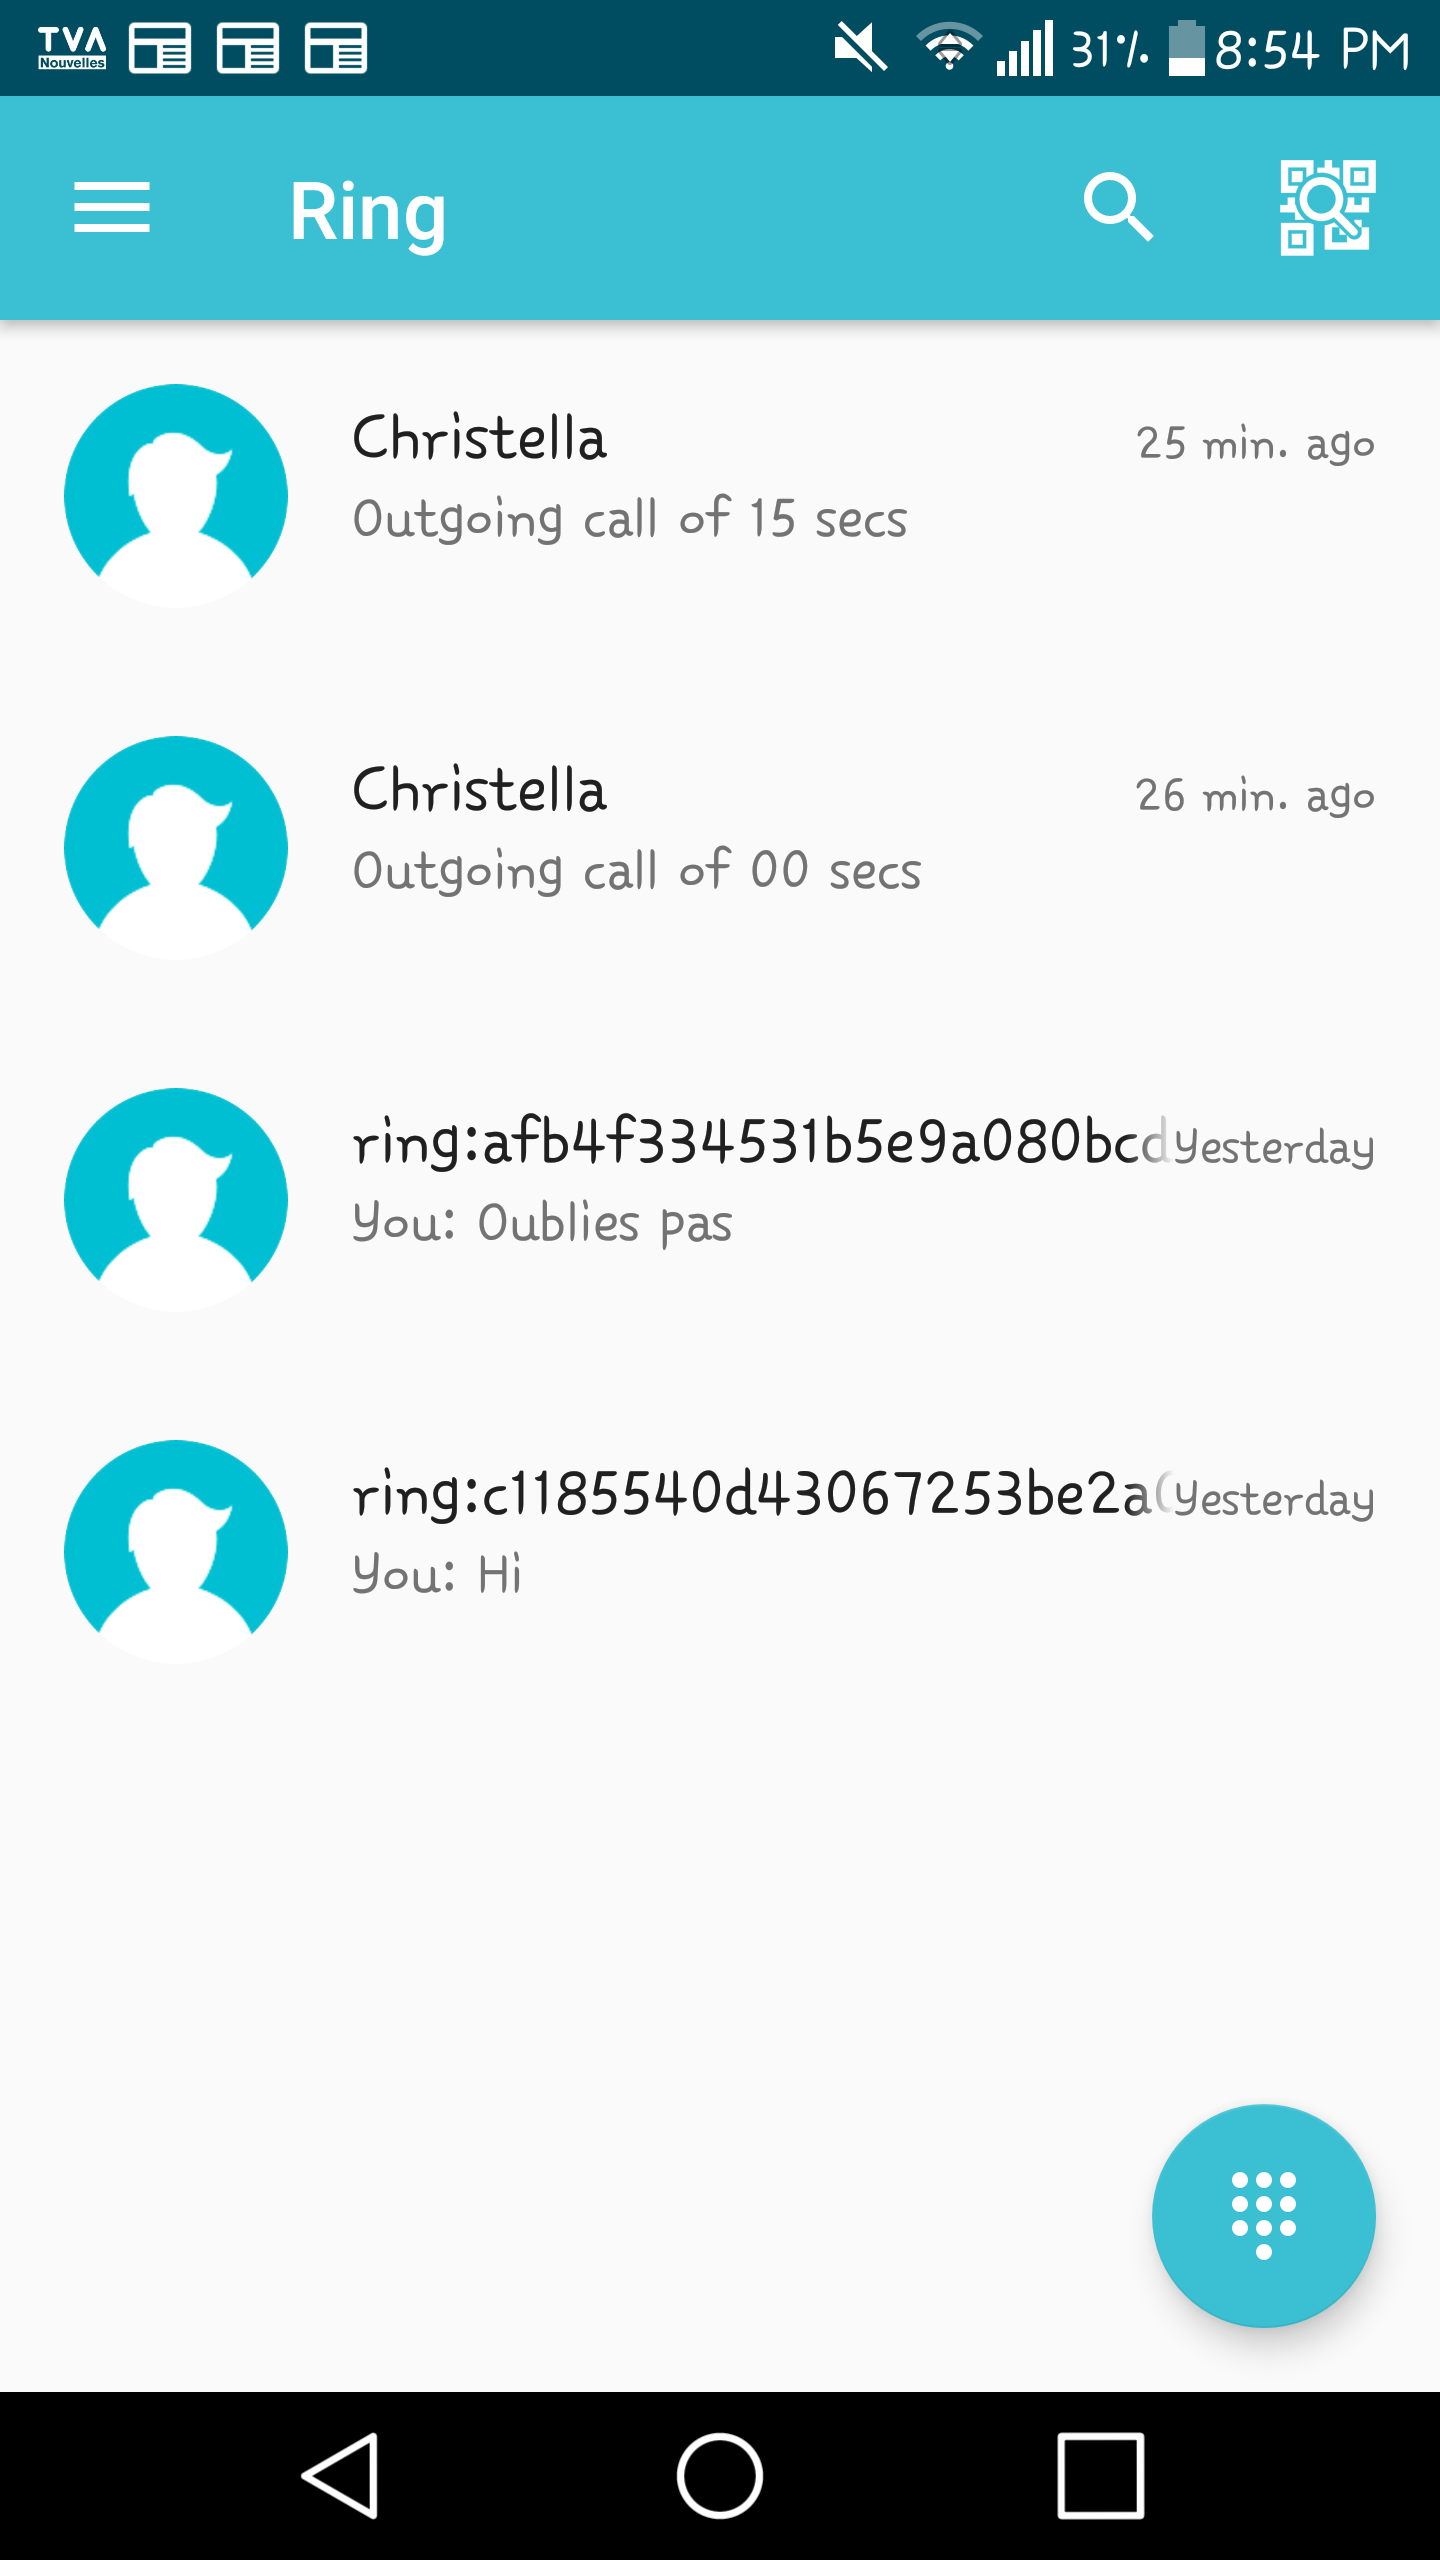 TVA
Nouvelles
31% 8:54 PM
Ring
Christella 25 min. ago
Outgoing call of 15 secs
Christella 26 min. ago
Outgoing call of 00 secs
ring:afb4f334531b5e9a080bcd Yesterday
You: Oublies pas
ring:c1185540d43067253be2a Yesterday
You: Hi